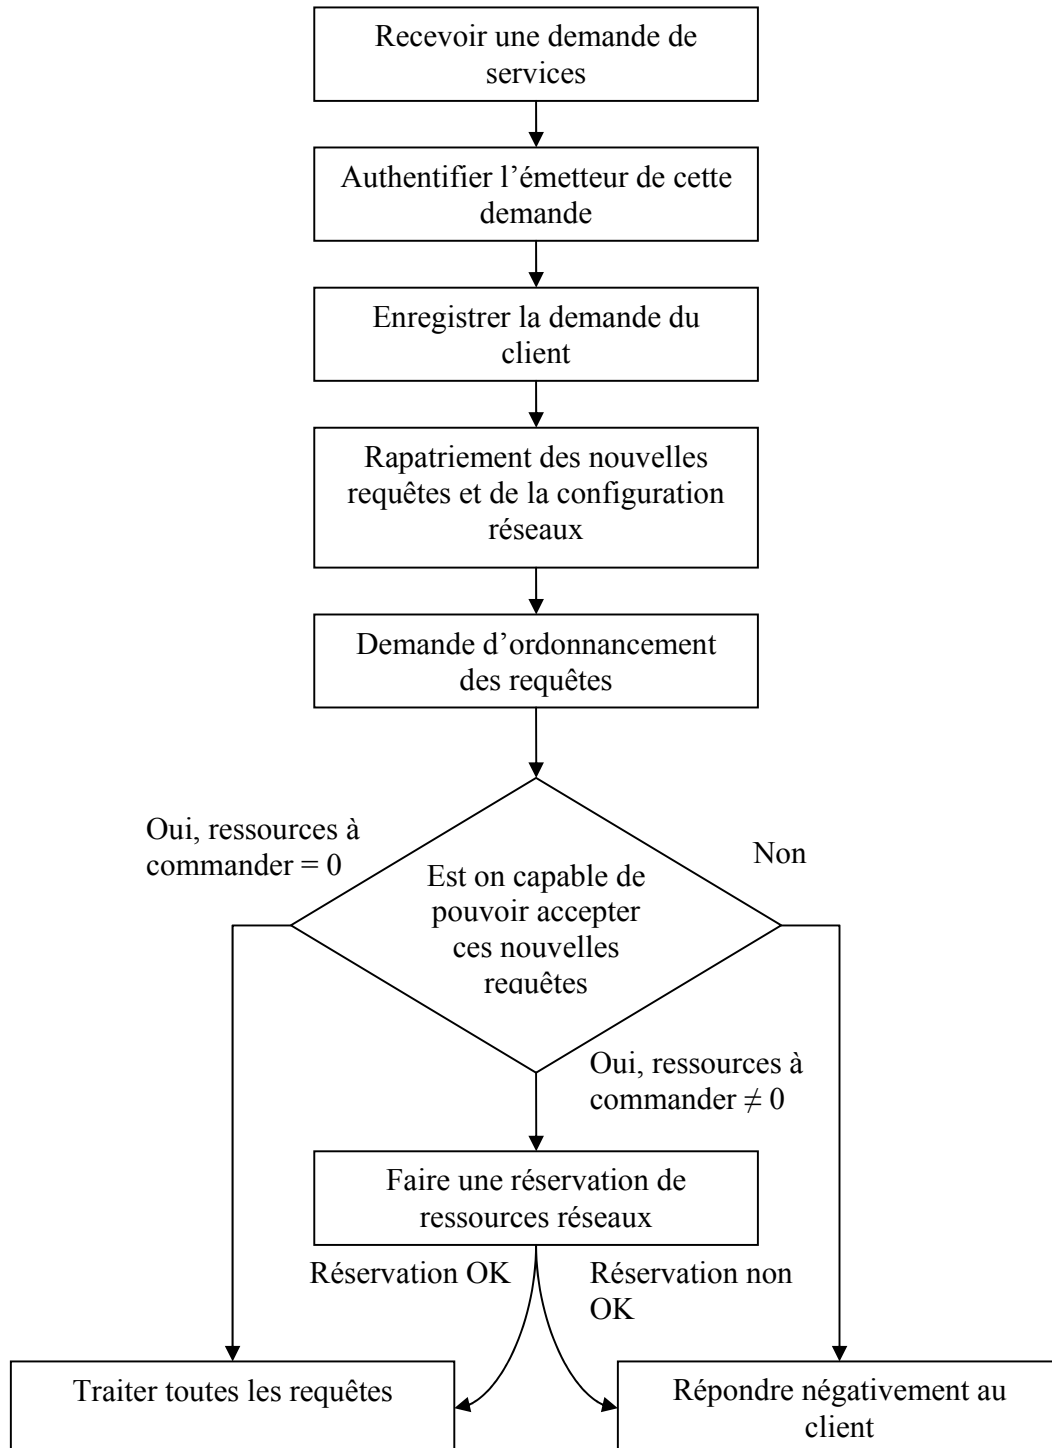 Recevoir une demande de
services
Authentifier l’émetteur de cette
demande
Enregistrer la demande du
client
Rapatriement des nouvelles
requêtes et de la configuration
réseaux
Demande d’ordonnancement
des requêtes
Oui, ressources à
commander = 0
Non
Est on capable de
pouvoir accepter
ces nouvelles
requêtes
Oui, ressources à
commander ≠ 0
Faire une réservation de
ressources réseaux
Réservation OK
Réservation non
OK
Traiter toutes les requêtes
Répondre négativement au
client